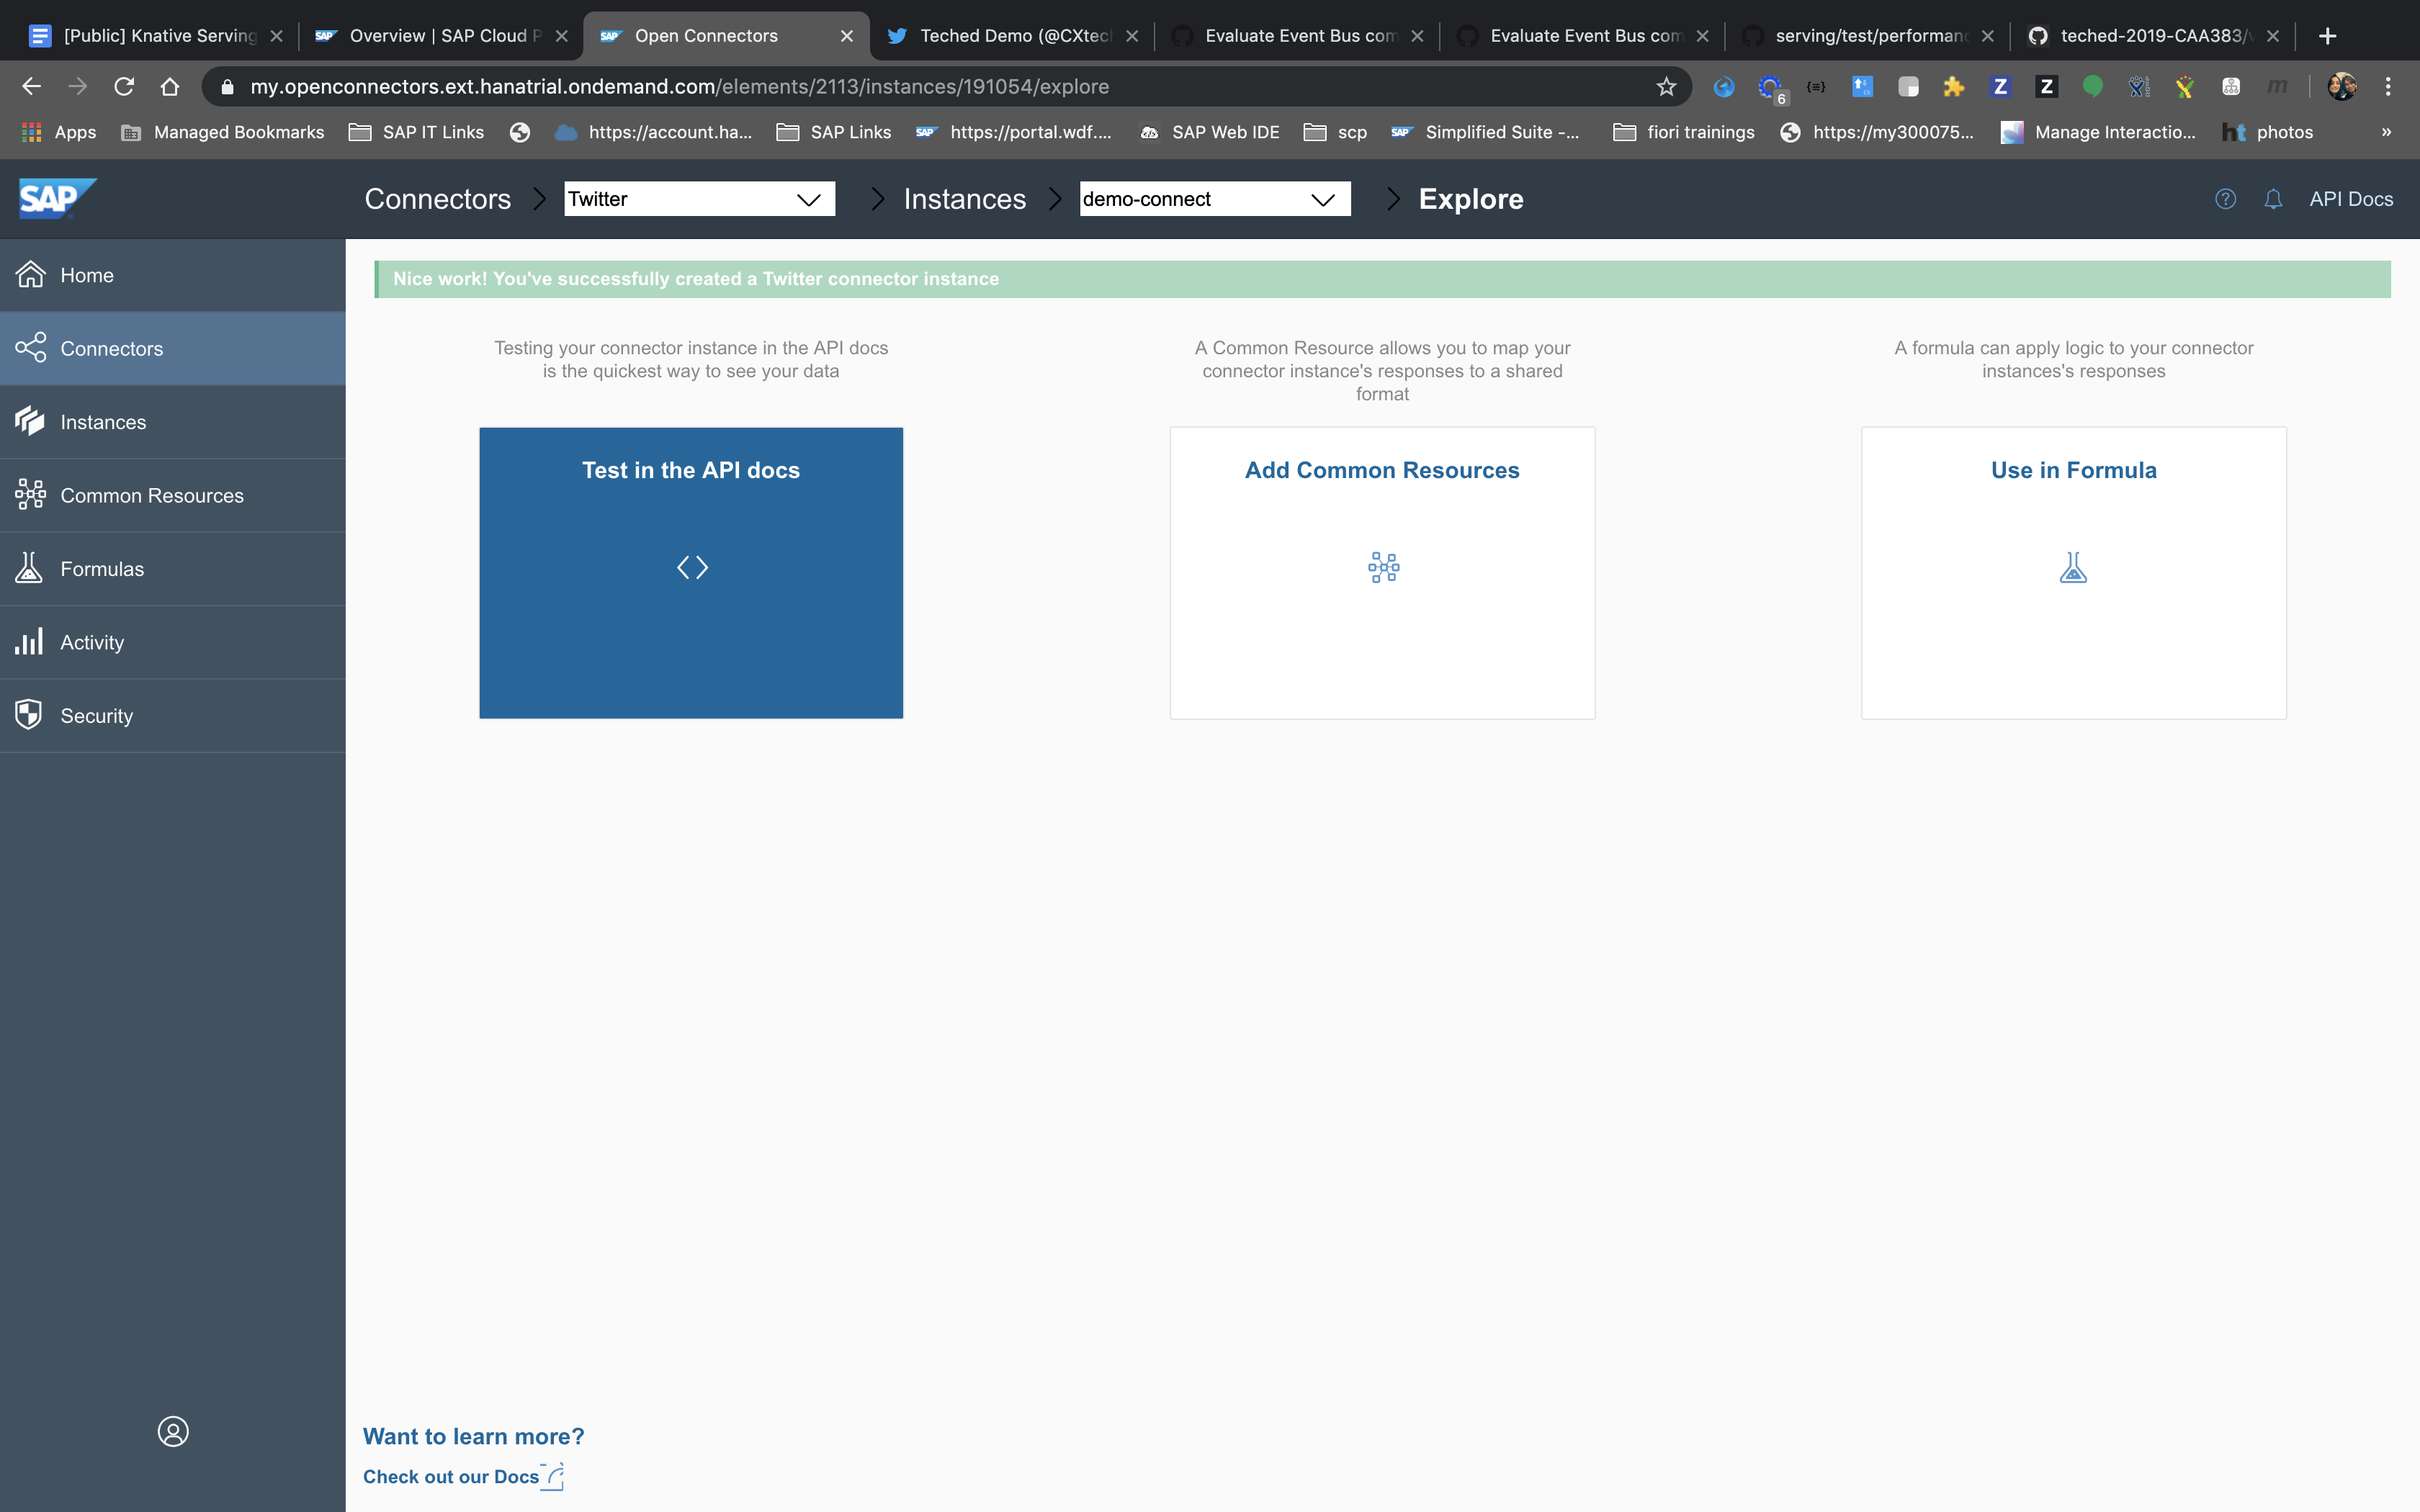 [Public] Knative Serving
Overview | SAP Cloud P
Open Connectors
Teched Demo (@CXtec
Evaluate Event Bus com
Evaluate Event Bus com
serving/test/performanc
teched-2019-CAA383/v
my.openconnectors.ext.hanatrial.ondemand.com/elements/2113/instances/191054/explore
6
Apps
Managed Bookmarks
SAP IT Links
https://account.ha...
SAP Links
SAP https://portal.wdf....
SAP Web IDE
scp
SAP Simplified Suite -...
fiori trainings
https://my300075...
Manage Interactio...
ht photos
»
SAP
Connectors
Twitter
Instances
demo-connect
Explore
API Docs
Home
Connectors
Instances
Common Resources
Formulas
Activity
Security
Nice work! You've successfully created a Twitter connector instance
Testing your connector instance in the API docs
is the quickest way to see your data
Test in the API docs
A Common Resource allows you to map your
connector instance's responses to a shared
format
Add Common Resources
A formula can apply logic to your connector
instances's responses
Use in Formula
Want to learn more?
Check out our Docs